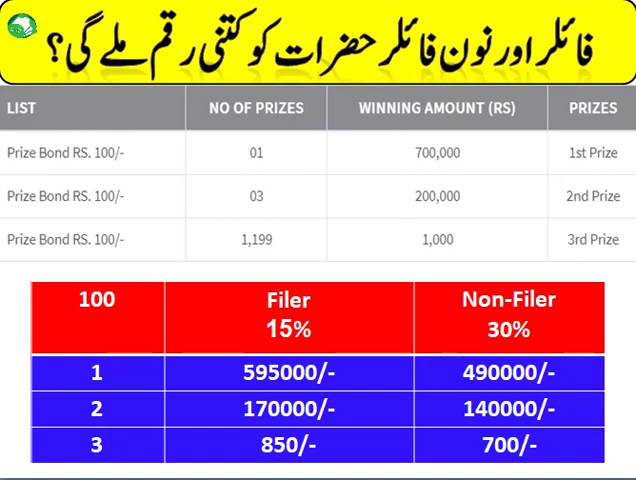 فائلر اور نون فائلر حضرات کو کتنی رقم ملے گی؟
LIST NO OF PRIZES WINNING AMOUNT (RS) PRIZES
Prize Bond RS. 100/- 01 700,000 1st Prize
Prize Bond RS. 100/- 03 200,000 2nd Prize
Prize Bond RS. 100/- 1,199 1,000 3rd Prize
100 Filer Non-Filer
15% 30%
1 595000/- 490000/-
2 170000/- 140000/-
3 850/- 700/-